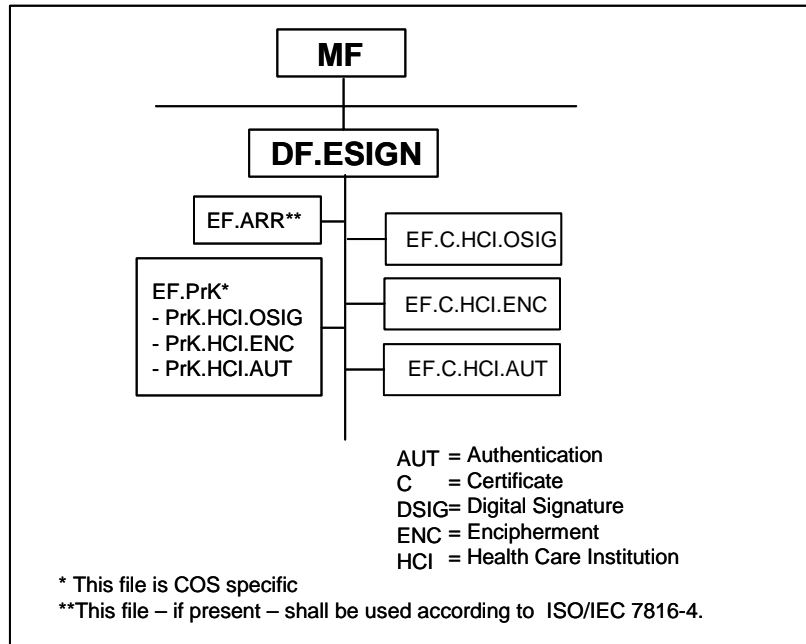 MF
DF.ESIGN
EF.ARR**
EF.C.HCI.OSIG
EF.PrK*
- PrK.HCI.OSIG
- PrK.HCI.ENC
- PrK.HCI.AUT
EF.C.HCI.ENC
EF.C.HCI.AUT
AUT = Authentication
C = Certificate
DSIG= Digital Signature
ENC = Encipherment
HCI = Health Care Institution
* This file is COS specific
**This file – if present – shall be used according to ISO/IEC 7816-4.